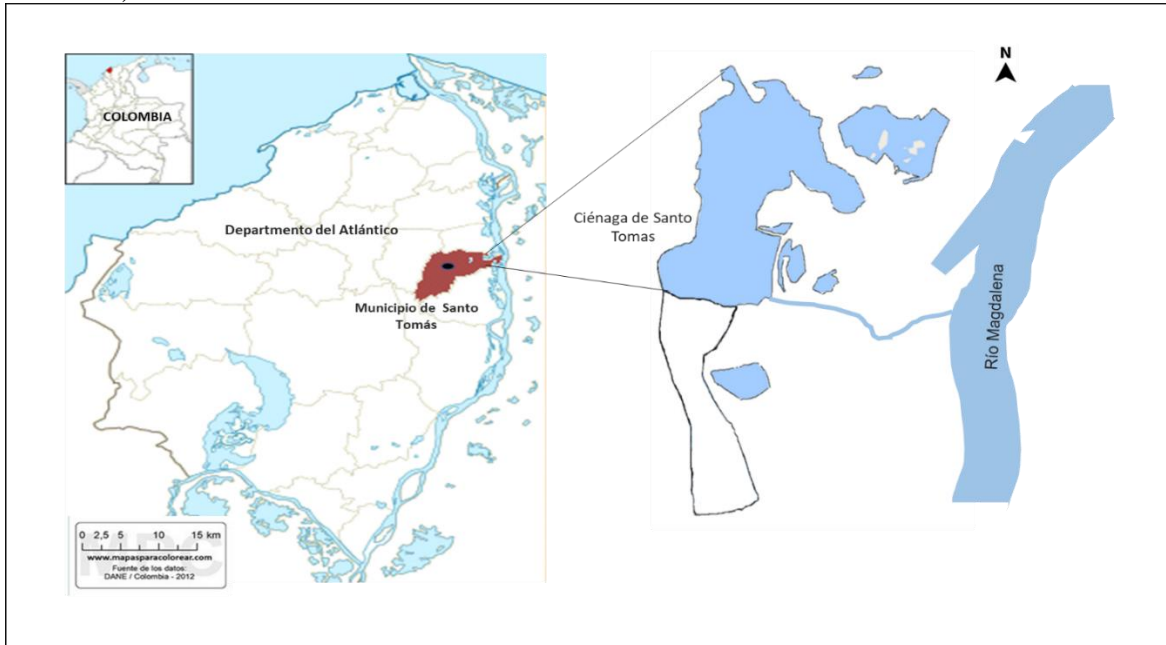 COLOMBIA
Departmento del Atlántico
Municipio de Santo
Tomás
0 2,5 5 10 15 km
www.mapasparacolorear.com
Fuente de los datos:
DANE / Colombia - 2012
N
Ciénaga de Santo
Tomas
Río Magdalena